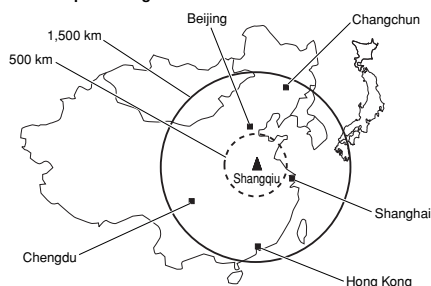 Beijing
Changchun
1,500 km
500 km
Shangqiu
Shanghai
Chengdu
Hong Kong